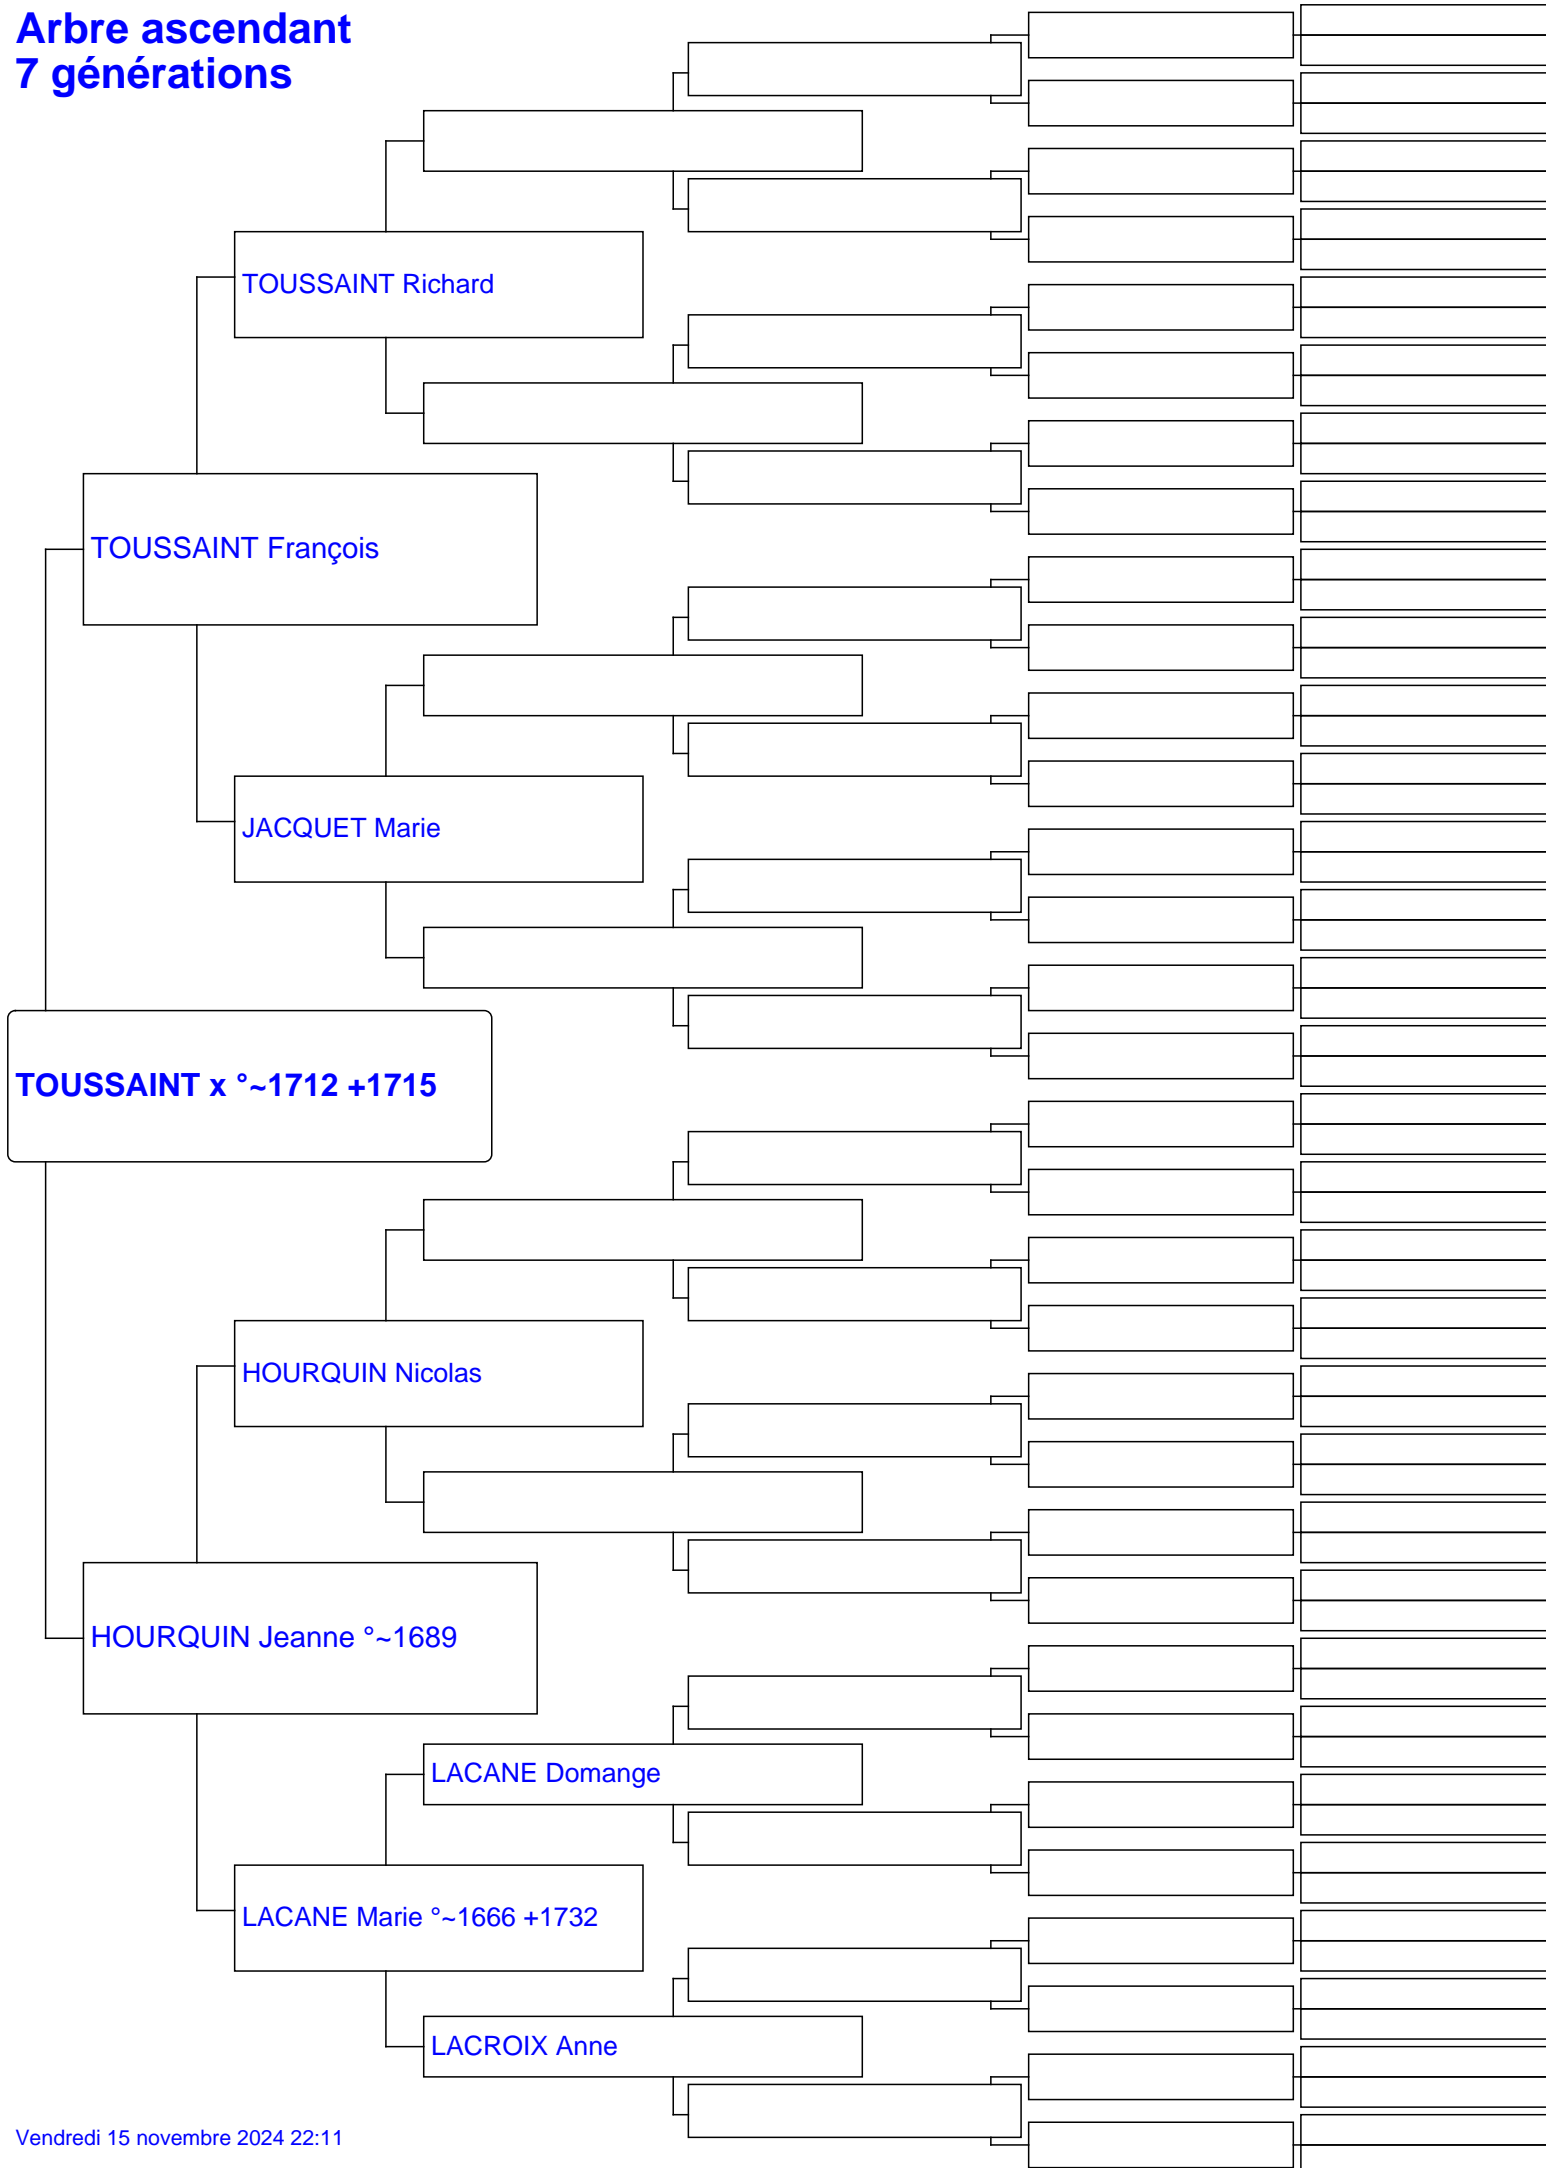 Arbre ascendant
7 générations
TOUSSAINT Richard
TOUSSAINT François
JACQUET Marie
TOUSSAINT x °~1712 +1715
HOURQUIN Nicolas
HOURQUIN Jeanne °~1689
LACANE Domange
LACANE Marie °~1666 +1732
LACROIX Anne
Vendredi 15 novembre 2024 22:11